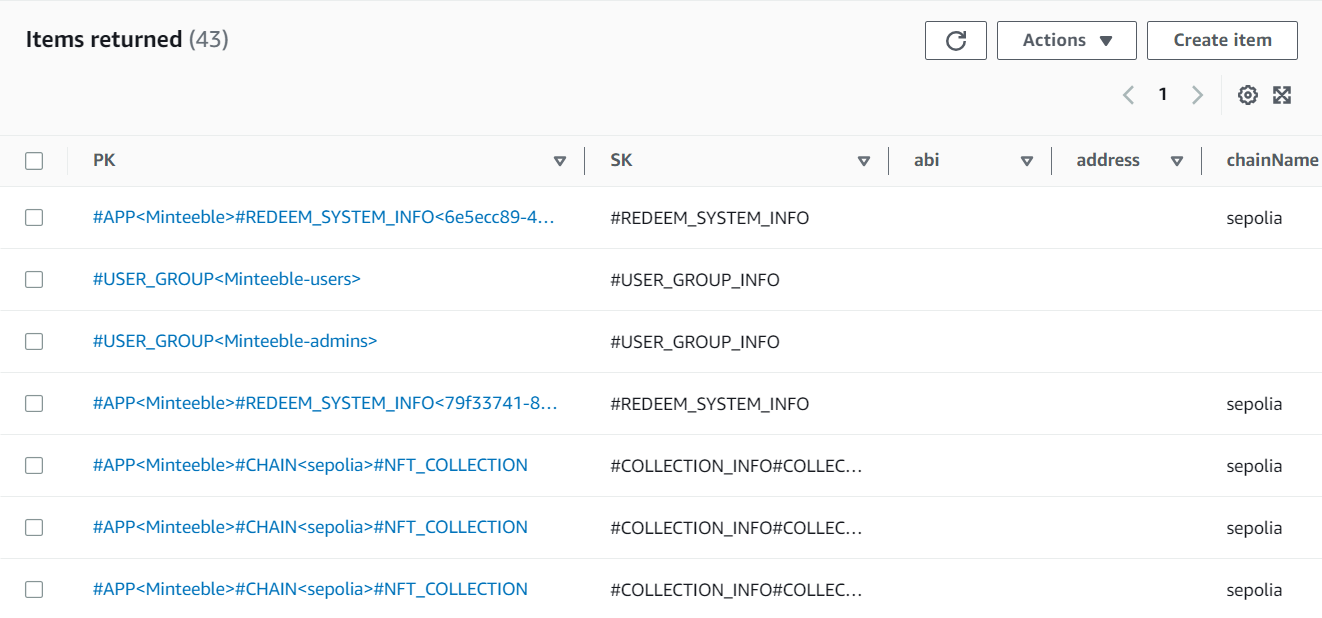 Items returned (43)
Actions
Create item
1
PK SK abi address chainName
#APP<Minteeble>#REDEEM_SYSTEM_INFO<6e5ecc89-4... #REDEEM_SYSTEM_INFO sepolia
#USER_GROUP<Minteeble-users> #USER_GROUP_INFO
#USER_GROUP<Minteeble-admins> #USER_GROUP_INFO
#APP<Minteeble>#REDEEM_SYSTEM_INFO<79f33741-8... #REDEEM_SYSTEM_INFO sepolia
#APP<Minteeble>#CHAIN<sepolia>#NFT_COLLECTION #COLLECTION_INFO#COLLEC... sepolia
#APP<Minteeble>#CHAIN<sepolia>#NFT_COLLECTION #COLLECTION_INFO#COLLEC... sepolia
#APP<Minteeble>#CHAIN<sepolia>#NFT_COLLECTION #COLLECTION_INFO#COLLEC... sepolia